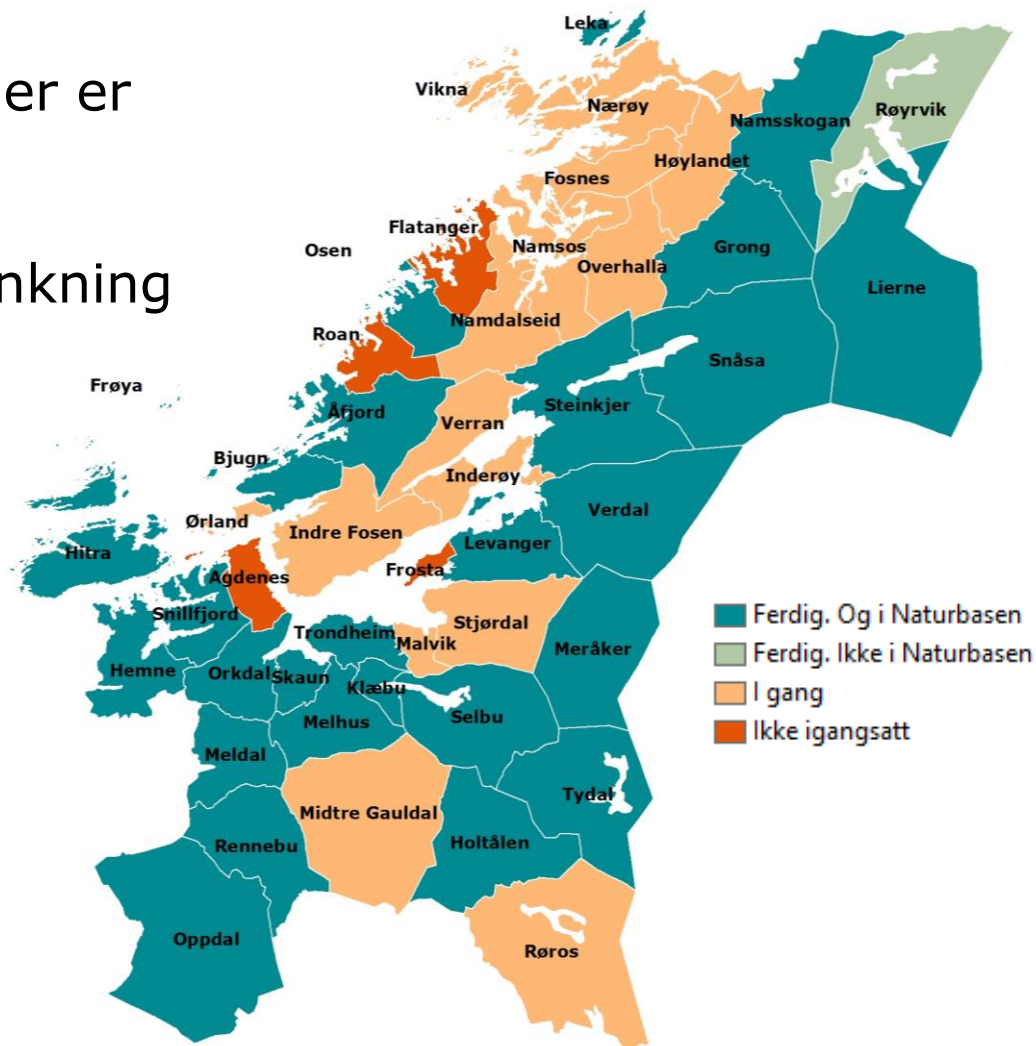 er er
nkning
Leka
Vikna
Nærøy
Namsskogan
Røyrvik
Høylandet
Fosnes
Flatanger
Osen
Namsos
Overhalla
Grong
Lierne
Roan
Namdalseid
Snåsa
Frøya
Åfjord
Verran
Steinkjer
Bjugn
Inderøy
Ørland
Indre Fosen
Verdal
Hitra
Levanger
Agdenes
Frosta
Snillfjord
Trondheim
Malvik
Stjørdal
Meråker
Hemne
Orkdal
Skaun
Klæbu
Melhus
Selbu
Meldal
Tydal
Midtre Gauldal
Rennebu
Holtålen
Oppdal
Røros
Ferdig. Og i Naturbasen
Ferdig. Ikke i Naturbasen
I gang
Ikke igangsatt